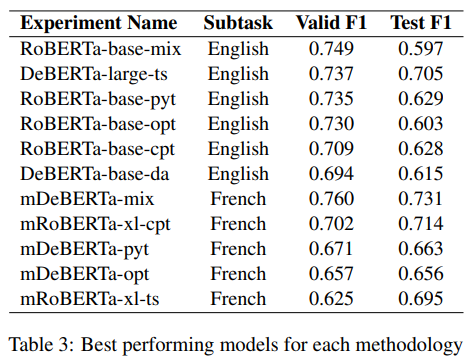 Experiment Name Subtask Valid F1 Test F1
RoBERTa-base-mix English 0.749 0.597
DeBERTa-large-ts English 0.737 0.705
RoBERTa-base-pyt English 0.735 0.629
RoBERTa-base-opt English 0.730 0.603
RoBERTa-base-cpt English 0.709 0.628
DeBERTa-base-da English 0.694 0.615
mDeBERTa-mix French 0.760 0.731
mRoBERTa-xl-cpt French 0.702 0.714
mDeBERTa-pyt French 0.671 0.663
mDeBERTa-opt French 0.657 0.656
mRoBERTa-xl-ts French 0.625 0.695
Table 3: Best performing models for each methodology